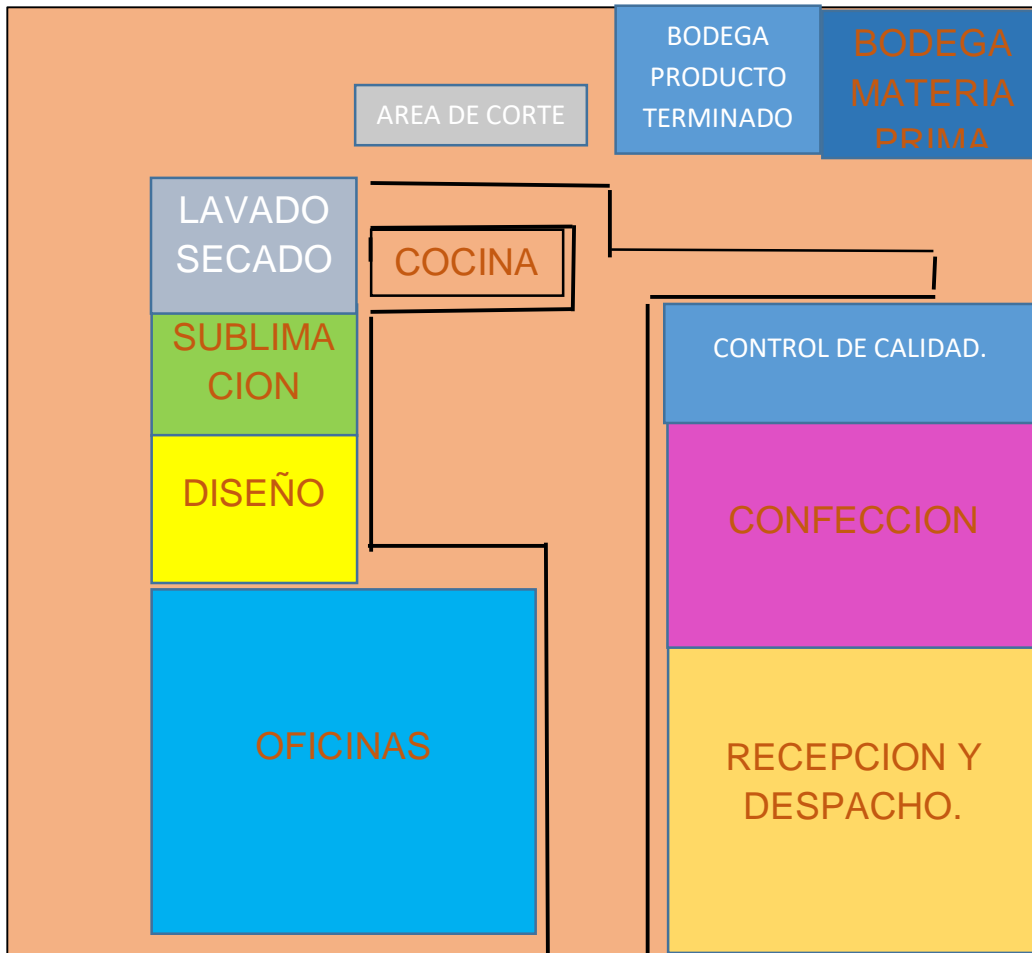 BODEGA
PRODUCTO
TERMINADO
BODEGA
MATERIA
PRIMA
AREA DE CORTE
LAVADO
SECADO
COCINA
SUBLIMA
CION
CONTROL DE CALIDAD.
DISEÑO
CONFECCION
OFICINAS
RECEPCION Y
DESPACHO.